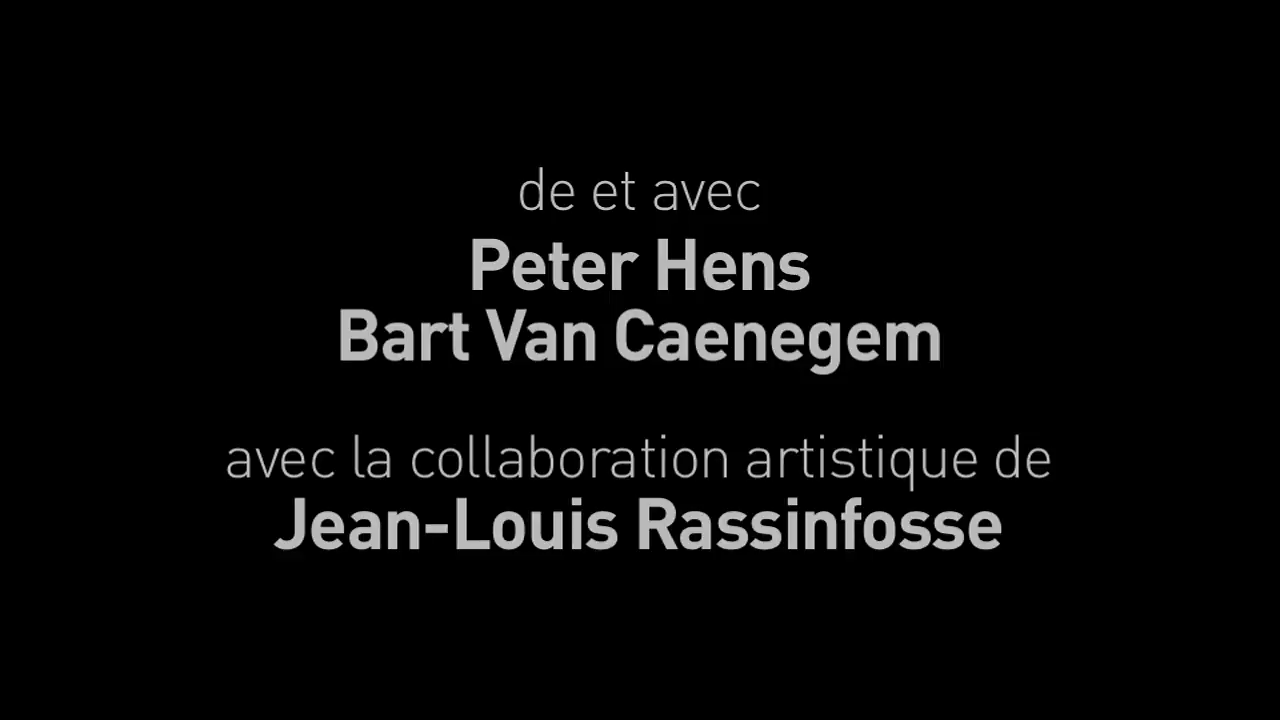 de et avec
Peter Hens
Bart Van Caenegem
avec la collaboration artistique de
Jean-Louis Rassinfosse